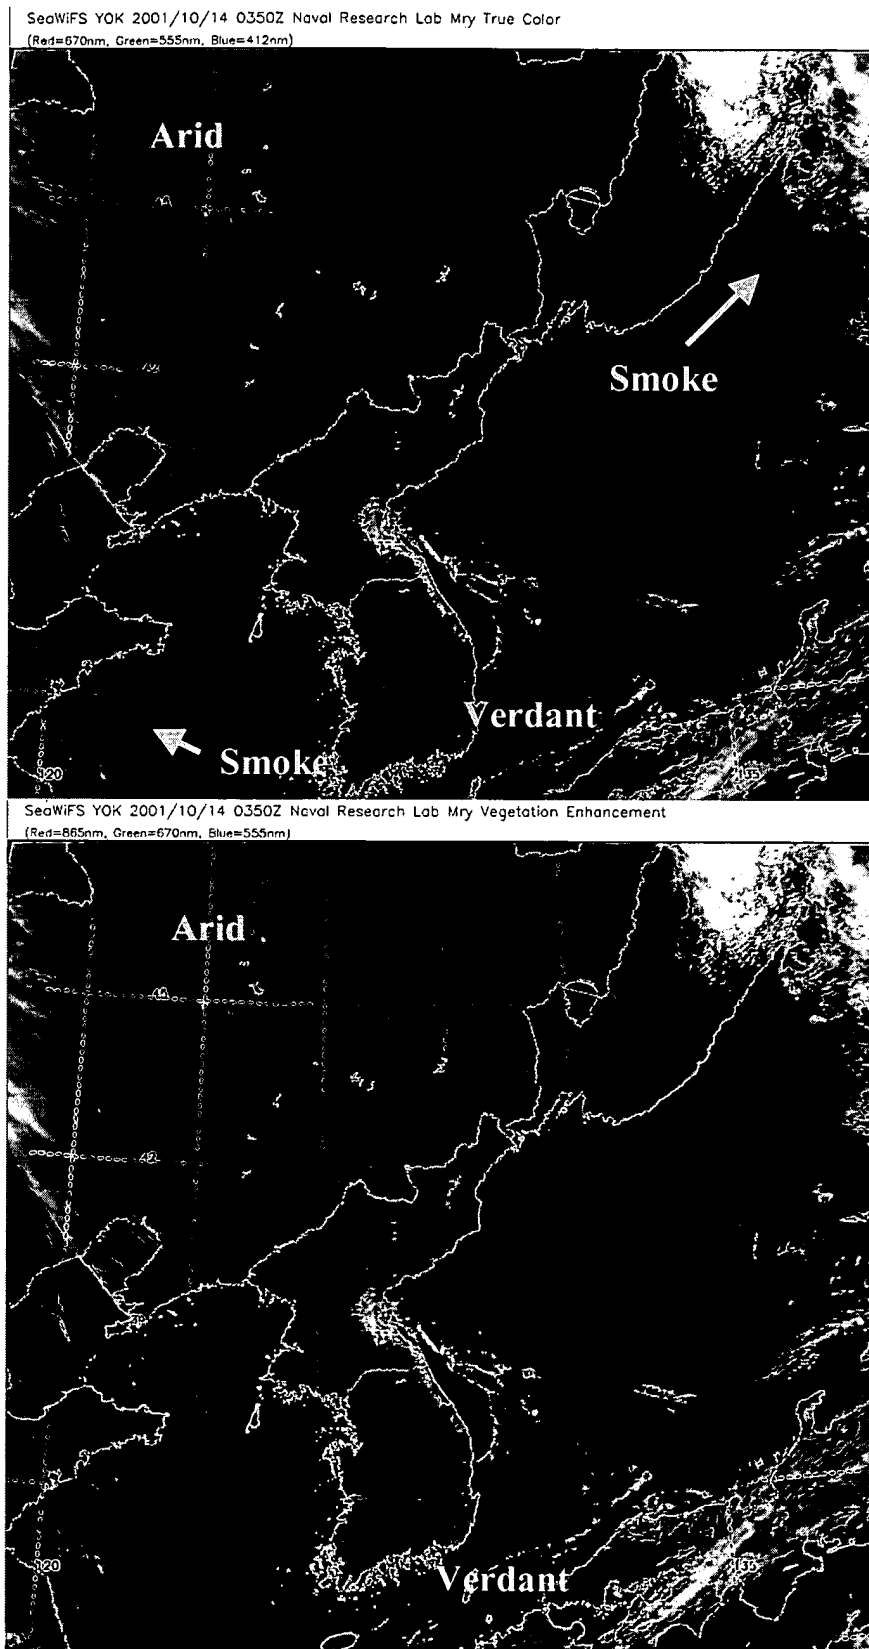 SeaWiFS YOK 2001/10/14 0350Z Naval Research Lab Mry True Color
(Red=670nm, Green=555nm, Blue=412nm)
Arid
Smoke
Verdant
Smoke
120
135
SeaWiFS YOK 2001/10/14 0350Z Naval Research Lab Mry Vegetation Enhancement
(Red=865nm, Green=670nm, Blue=555nm)
Arid
Verdant
120